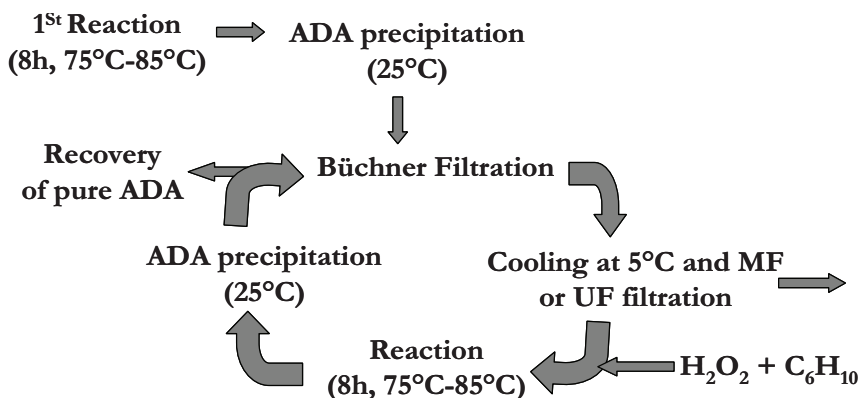 1St Reaction
(8h, 75°C-85°C)
ADA precipitation
(25°C)
Recovery
of pure ADA
Büchner Filtration
ADA precipitation
(25°C)
Cooling at 5°C and MF
or UF filtration
Reaction
(8h, 75°C-85°C)
H₂O₂ + C₆H₁₀